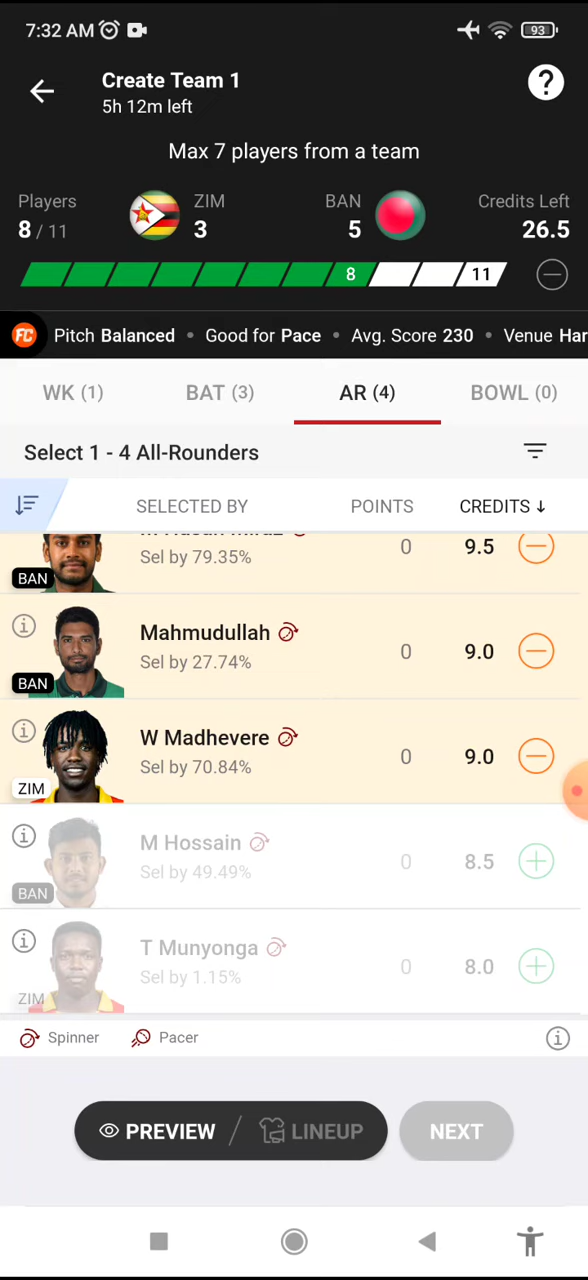 7:32 AM
93
Create Team 1
5h 12m left
?
Max 7 players from a team
Players
8 / 11
ZIM
3
BAN
5
Credits Left
26.5
8
11
FC Pitch Balanced • Good for Pace • Avg. Score 230 • Venue Har
WK (1)
BAT (3)
AR (4)
BOWL (0)
Select 1 - 4 All-Rounders
SELECTED BY
POINTS
CREDITS ↓
Sel by 79.35%
0
9.5
BAN
Mahmudullah
Sel by 27.74%
0
9.0
BAN
W Madhevere
Sel by 70.84%
0
9.0
ZIM
M Hossain
Sel by 49.49%
0
8.5
BAN
T Munyonga
Sel by 1.15%
0
8.0
ZIM
Spinner
Pacer
PREVIEW / LINEUP
NEXT